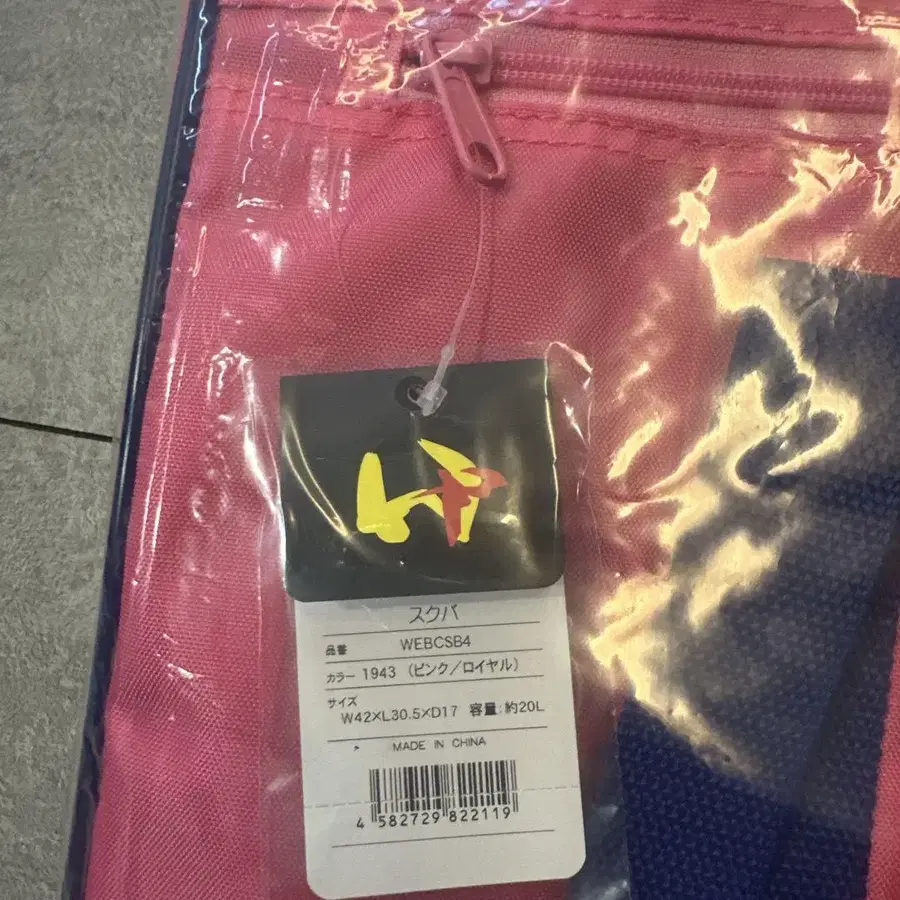 スクバ
品番 WEBCSB4
カラー 1943 (ピンク／ロイヤル)
サイズ
W42×L30.5×D17 容量:約20L
MADE IN CHINA
4 582729 822119